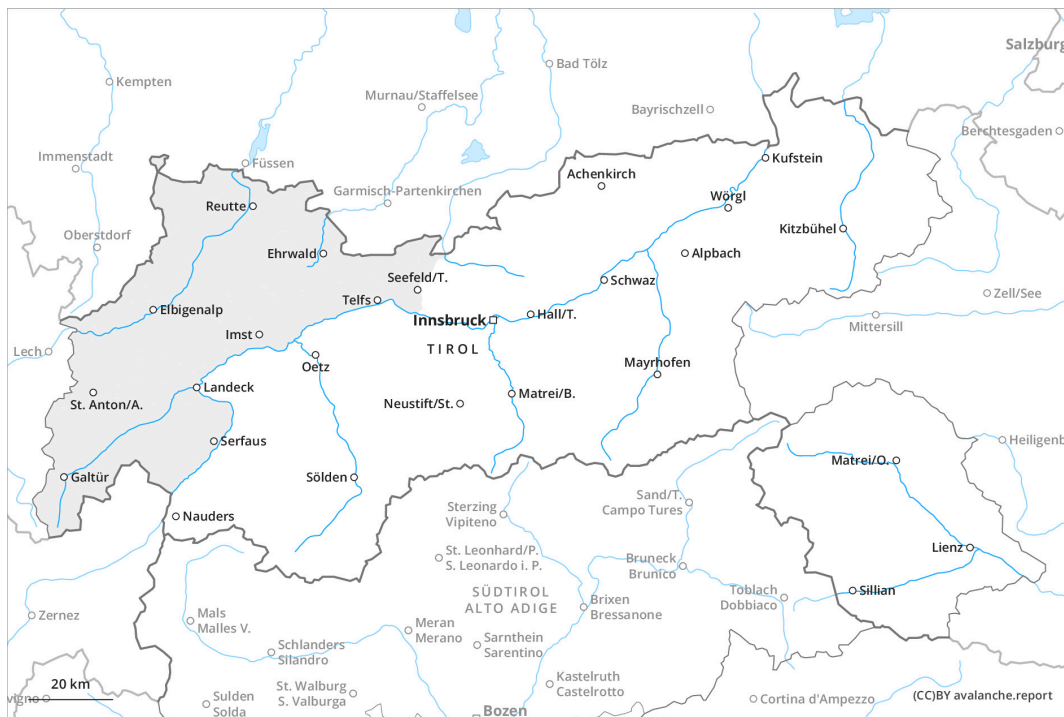 Salzburg
Kempten
Bad Tölz
Murnau/Staffelsee
Bayrischzell
Berchtesgaden
Immenstadt
Füssen
Kufstein
Achenkirch
Garmisch-Partenkirchen
Wörgl
Reutte
Oberstdorf
Kitzbühel
Ehrwald
Alpbach
Seefeld/T.
Schwaz
Zell/See
Telfs
Elbigenalp
Innsbruck
Hall/T.
Mittersill
Imst
TIROL
Lech
Oetz
Mayrhofen
Landeck
St. Anton/A.
Neustift/St.
Matrei/B.
Serfaus
Heiligenb
Matrei/O.
Galtür
Sölden
Sand/T.
Campo Tures
Sterzing
Vipiteno
Nauders
Lienz
St. Leonhard/P.
S. Leonardo i. P.
Bruneck
Brunico
SÜDTIROL
ALTO ADIGE
Sillian
Toblach
Dobbiaco
Brixen
Bressanone
Zernez
Mals
Malles V.
Meran
Merano
Sarnthein
Sarentino
Schlanders
Silandro
20 km
Kastelruth
Castelrotto
St. Walburg
S. Valburga
vigno
Sulden
Solda
Cortina d'Ampezzo
(CC)BY avalanche.report
Bozen